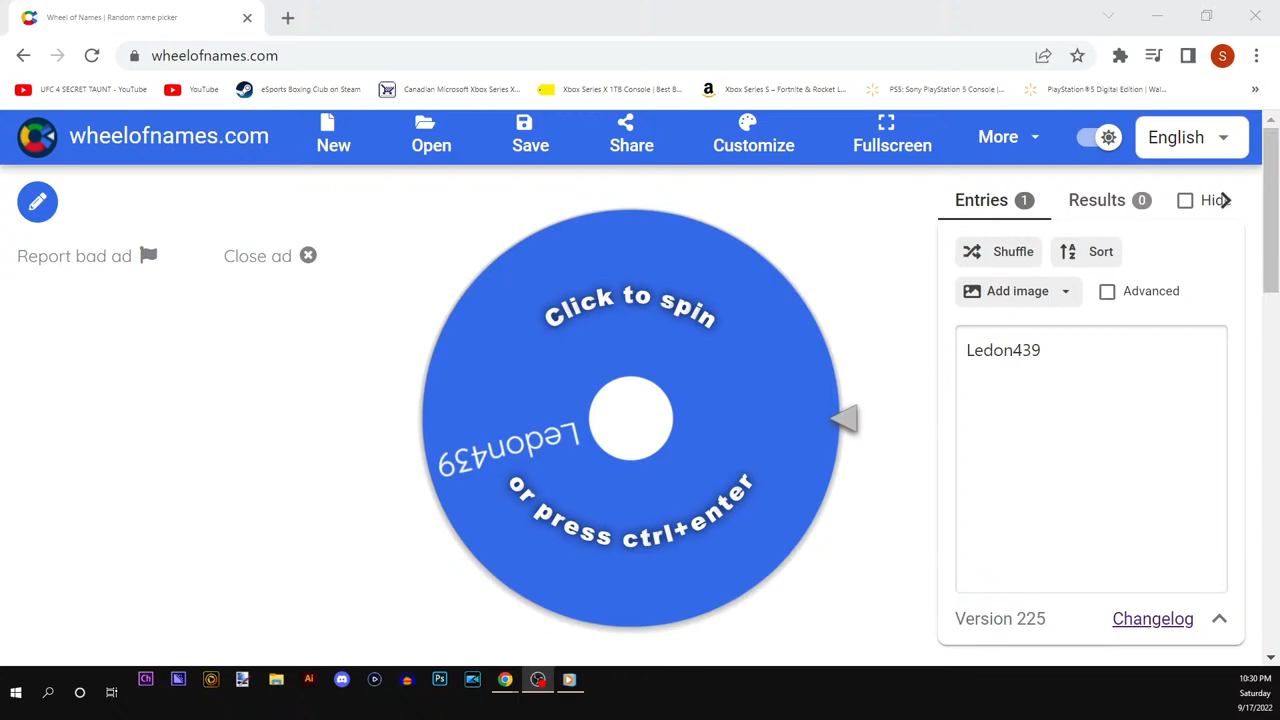 Wheel of Names | Random name picker
wheelofnames.com
S
UFC 4 SECRET TAUNT - YouTube
YouTube
eSports Boxing Club on Steam
Canadian Microsoft Xbox Series X...
Xbox Series X 1TB Console | Best B...
Xbox Series S – Fortnite & Rocket L...
PS5: Sony PlayStation 5 Console |...
PlayStation®5 Digital Edition | Wal...
wheelofnames.com
New
Open
Save
Share
Customize
Fullscreen
More
English
Report bad ad
Close ad
Click to spin
Ledon439
or press ctrl+enter
Entries 1
Results 0
Hide
Shuffle
Sort
Add image
Advanced
Ledon439
Version 225
Changelog
Ch
Ai
Ps
10:30 PM
Saturday
9/17/2022